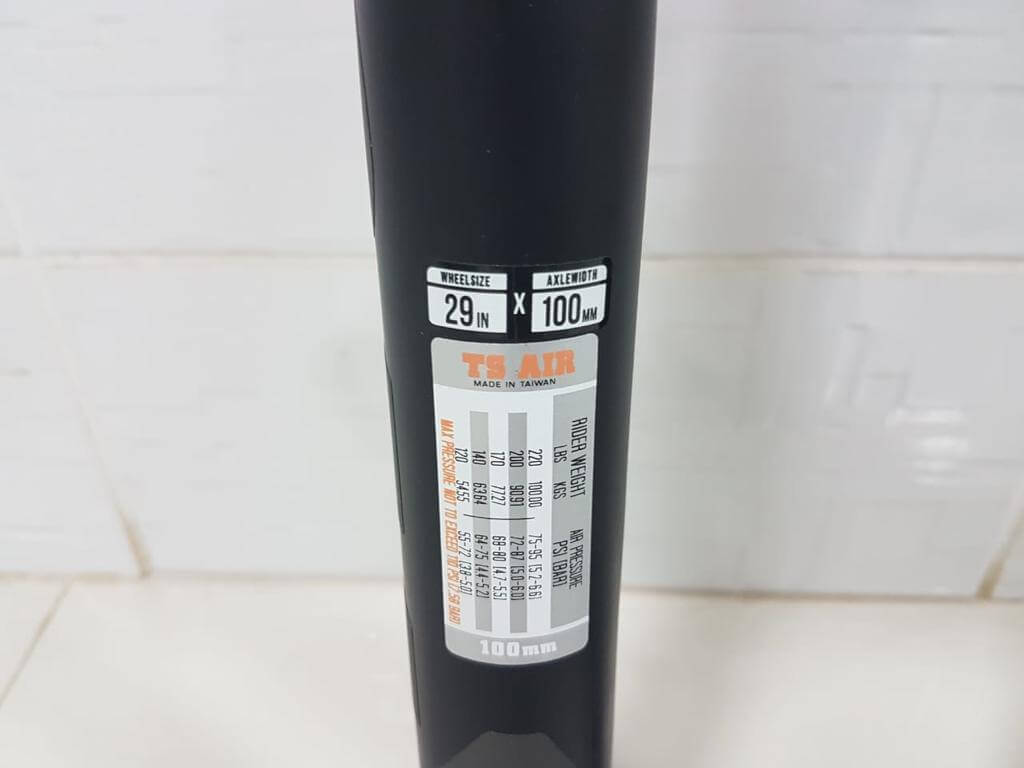 WHEELSIZE
29IN
X
AXLEWIDTH
100MM
TS AIR
MADE IN TAIWAN
RIDER WEIGHT AIR PRESSURE
LBS KGS PSI (BAR)
220 100.00 75-95 (5.2-6.6)
200 90.91 72-87 (5.0-6.0)
170 77.27 68-80 (4.7-5.5)
140 63.64 64-75 (4.4-5.2)
120 54.55 55-72 (3.8-5.0)
MAX PRESSURE NOT TO EXCEED 110 PSI (7.58 BAR)
100mm